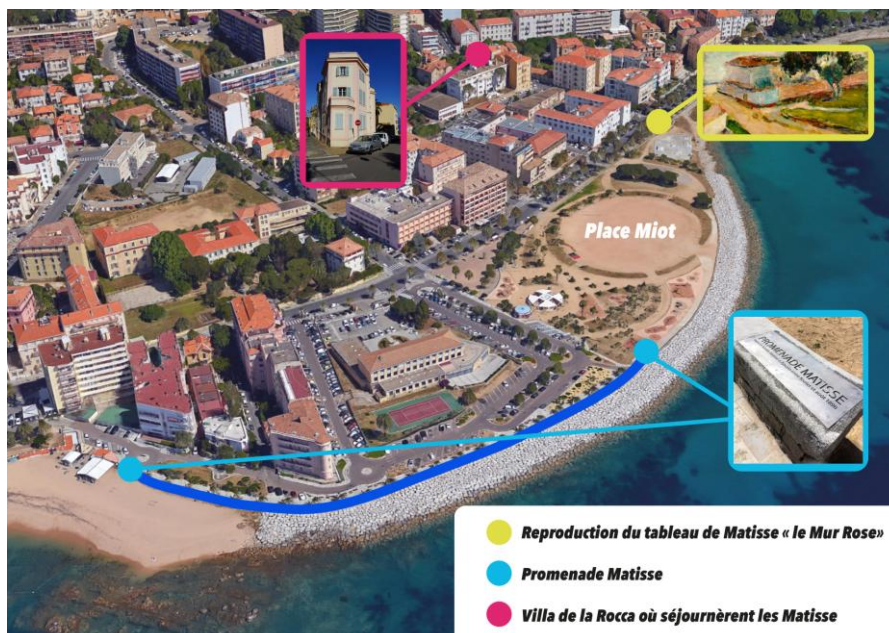 Place Miot
PROMENADE MATISSE
Reproduction du tableau de Matisse « le Mur Rose»
Promenade Matisse
Villa de la Rocca où séjournèrent les Matisse